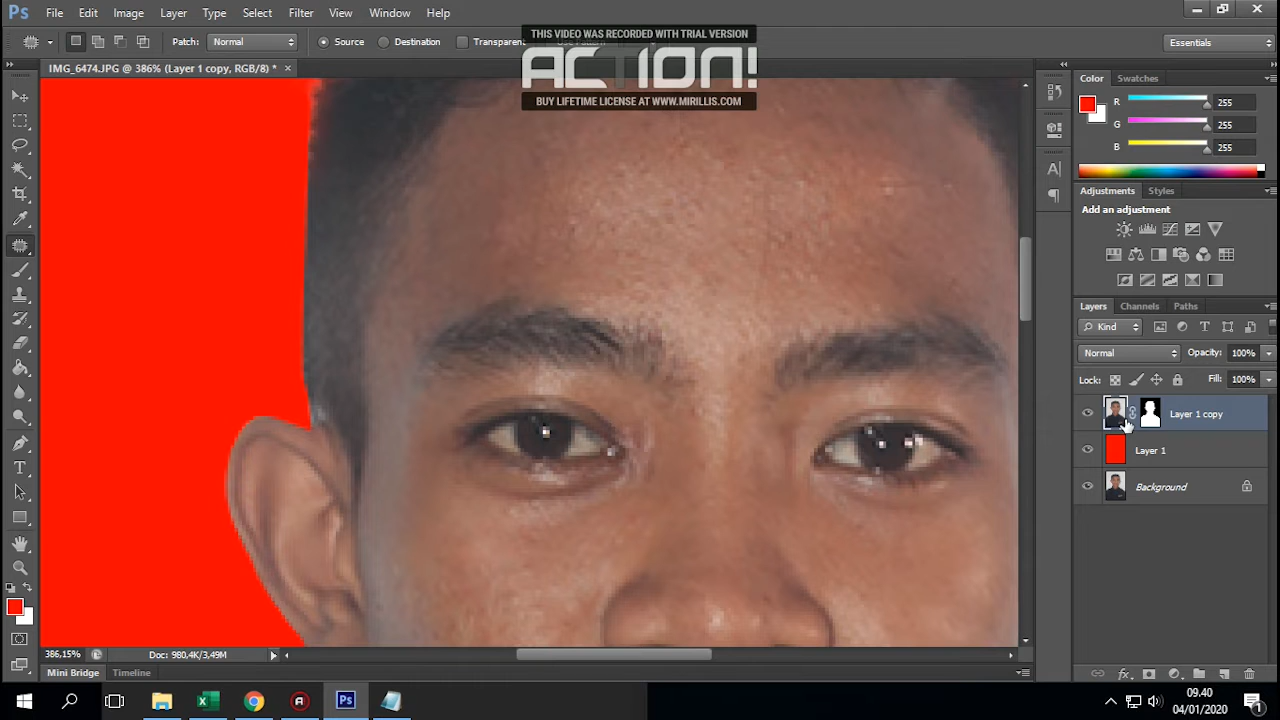 Ps File Edit Image Layer Type Select Filter View Window Help
THIS VIDEO WAS RECORDED WITH TRIAL VERSION
ACTION!
BUY LIFETIME LICENSE AT WWW.MIRILLIS.COM
Patch: Normal Source Destination Transparent Use Pattern Essentials
IMG_6474.JPG @ 386% (Layer 1 copy, RGB/8) *
Color Swatches
R 255
G 255
B 255
Adjustments Styles
Add an adjustment
Layers Channels Paths
Kind
Normal Opacity: 100%
Lock: Fill: 100%
Layer 1 copy
Layer 1
Background
386,15% Doc: 980,4K/3,49M
Mini Bridge Timeline
09.40
04/01/2020